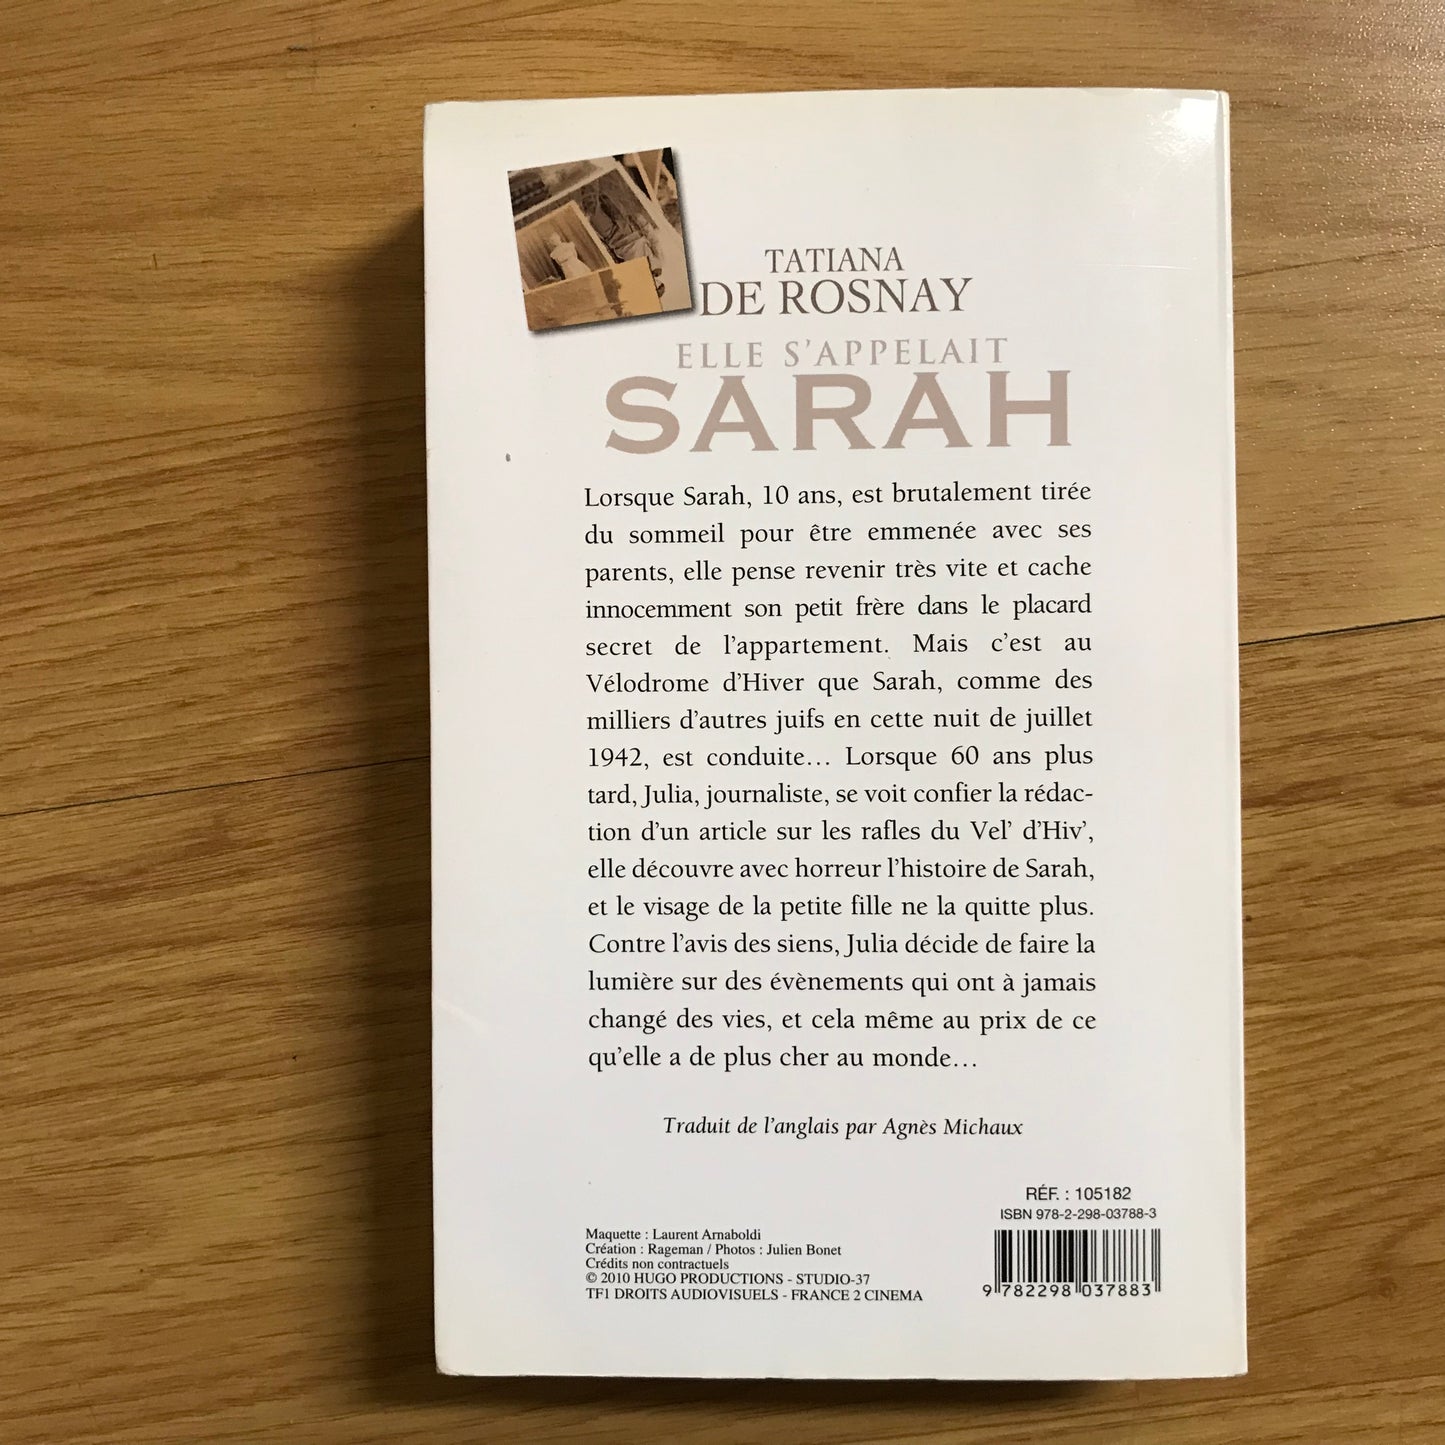 TATIANA
DE ROSNAY
ELLE S'APPELAIT
SARAH
Lorsque Sarah, 10 ans, est brutalement tirée
du sommeil pour être emmenée avec ses
parents, elle pense revenir très vite et cache
innocemment son petit frère dans le placard
secret de l'appartement. Mais c'est au
Vélodrome d'Hiver que Sarah, comme des
milliers d'autres juifs en cette nuit de juillet
1942, est conduite… Lorsque 60 ans plus
tard, Julia, journaliste, se voit confier la rédac-
tion d'un article sur les rafles du Vel' d'Hiv',
elle découvre avec horreur l'histoire de Sarah,
et le visage de la petite fille ne la quitte plus.
Contre l'avis des siens, Julia décide de faire la
lumière sur des évènements qui ont à jamais
changé des vies, et cela même au prix de ce
qu'elle a de plus cher au monde…
Traduit de l'anglais par Agnès Michaux
RÉF. : 105182
ISBN 978-2-298-03788-3
Maquette : Laurent Arnaboldi
Création : Rageman / Photos : Julien Bonet
Crédits non contractuels
© 2010 HUGO PRODUCTIONS - STUDIO-37
TF1 DROITS AUDIOVISUELS - FRANCE 2 CINEMA
9 782298 037883